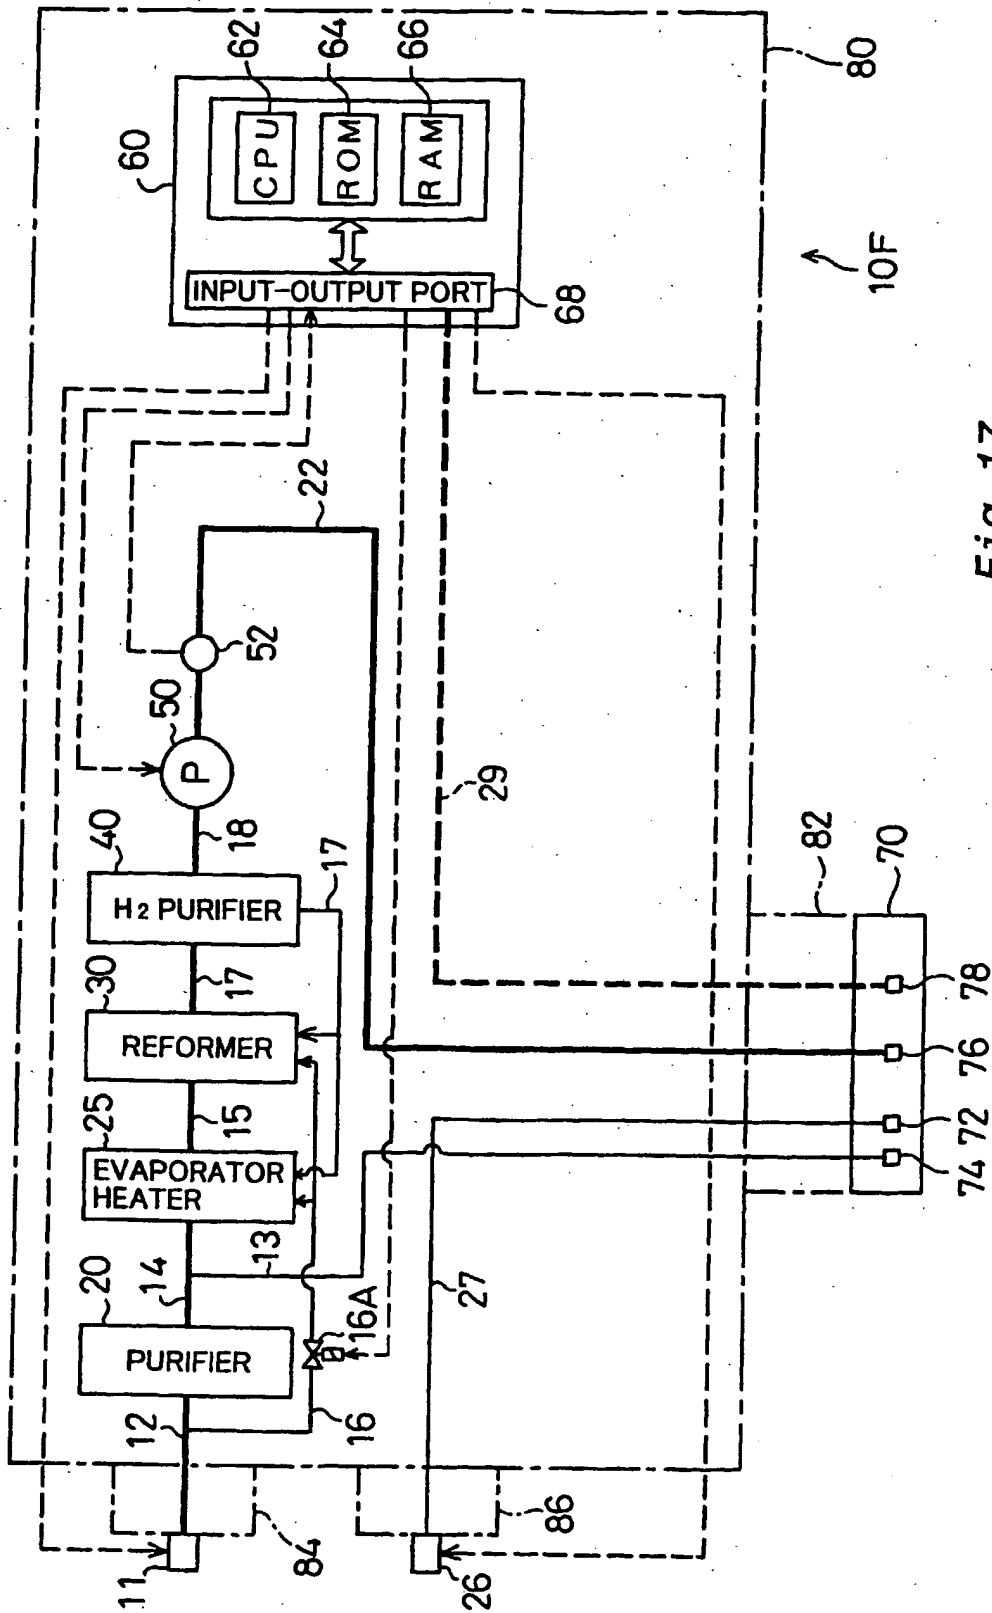 80
62
64
66
60
CPU
ROM
RAM
INPUT-OUTPUT PORT
68
10F
22
52
50
P
18
40
H2 PURIFIER
17
17
30
REFORMER
15
25
EVAPORATOR
HEATER
29
82
70
78
76
72
74
13
14
20
PURIFIER
16A
16
12
27
84
86
11
26
Fig. 17